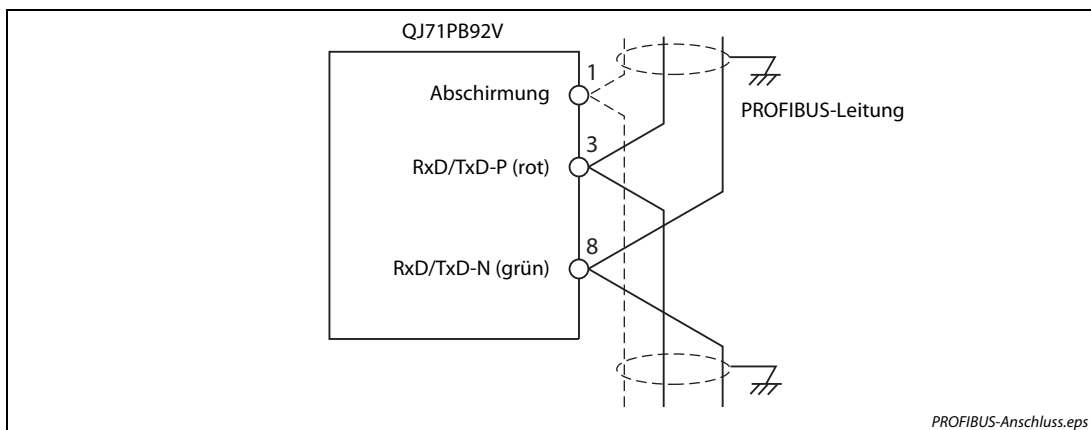 QJ71PB92V
1
Abschirmung
PROFIBUS-Leitung
3
RxD/TxD-P (rot)
8
RxD/TxD-N (grün)
PROFIBUS-Anschluss.eps